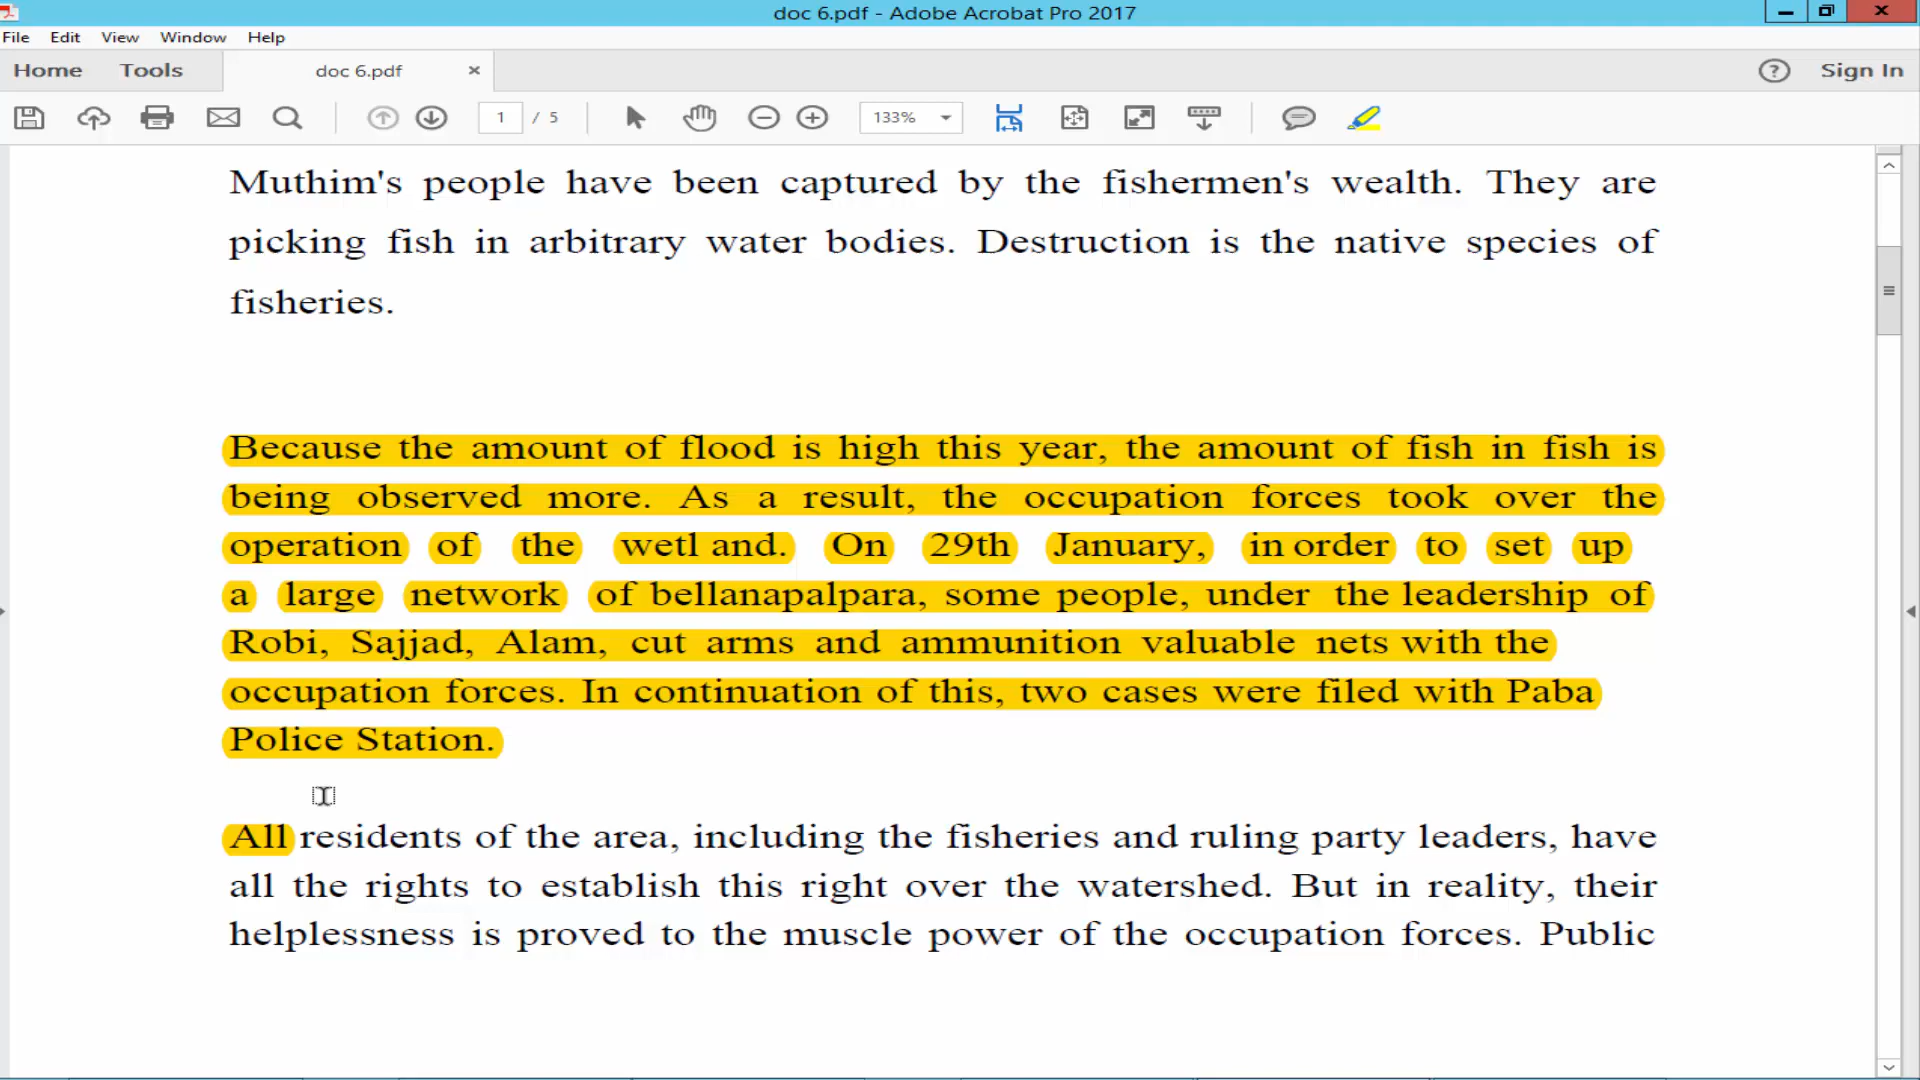 doc 6.pdf - Adobe Acrobat Pro 2017
File Edit View Window Help
Home Tools doc 6.pdf × ? Sign In
1 / 5 133%
Muthim's people have been captured by the fishermen's wealth. They are
picking fish in arbitrary water bodies. Destruction is the native species of
fisheries.
Because the amount of flood is high this year, the amount of fish in fish is
being observed more. As a result, the occupation forces took over the
operation of the wetl and. On 29th January, in order to set up
a large network of bellanapalpara, some people, under the leadership of
Robi, Sajjad, Alam, cut arms and ammunition valuable nets with the
occupation forces. In continuation of this, two cases were filed with Paba
Police Station.
All residents of the area, including the fisheries and ruling party leaders, have
all the rights to establish this right over the watershed. But in reality, their
helplessness is proved to the muscle power of the occupation forces. Public